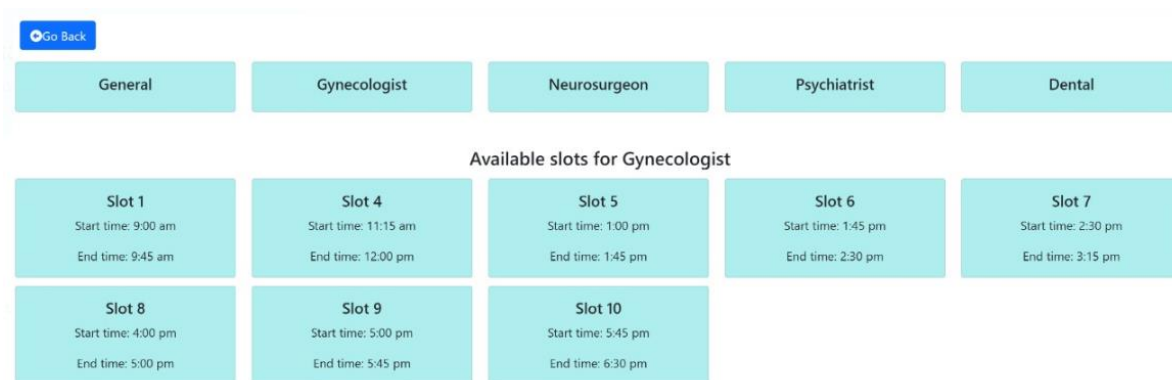 Go Back
General
Gynecologist
Neurosurgeon
Psychiatrist
Dental
Available slots for Gynecologist
Slot 1
Start time: 9:00 am
End time: 9:45 am
Slot 4
Start time: 11:15 am
End time: 12:00 pm
Slot 5
Start time: 1:00 pm
End time: 1:45 pm
Slot 6
Start time: 1:45 pm
End time: 2:30 pm
Slot 7
Start time: 2:30 pm
End time: 3:15 pm
Slot 8
Start time: 4:00 pm
End time: 5:00 pm
Slot 9
Start time: 5:00 pm
End time: 5:45 pm
Slot 10
Start time: 5:45 pm
End time: 6:30 pm